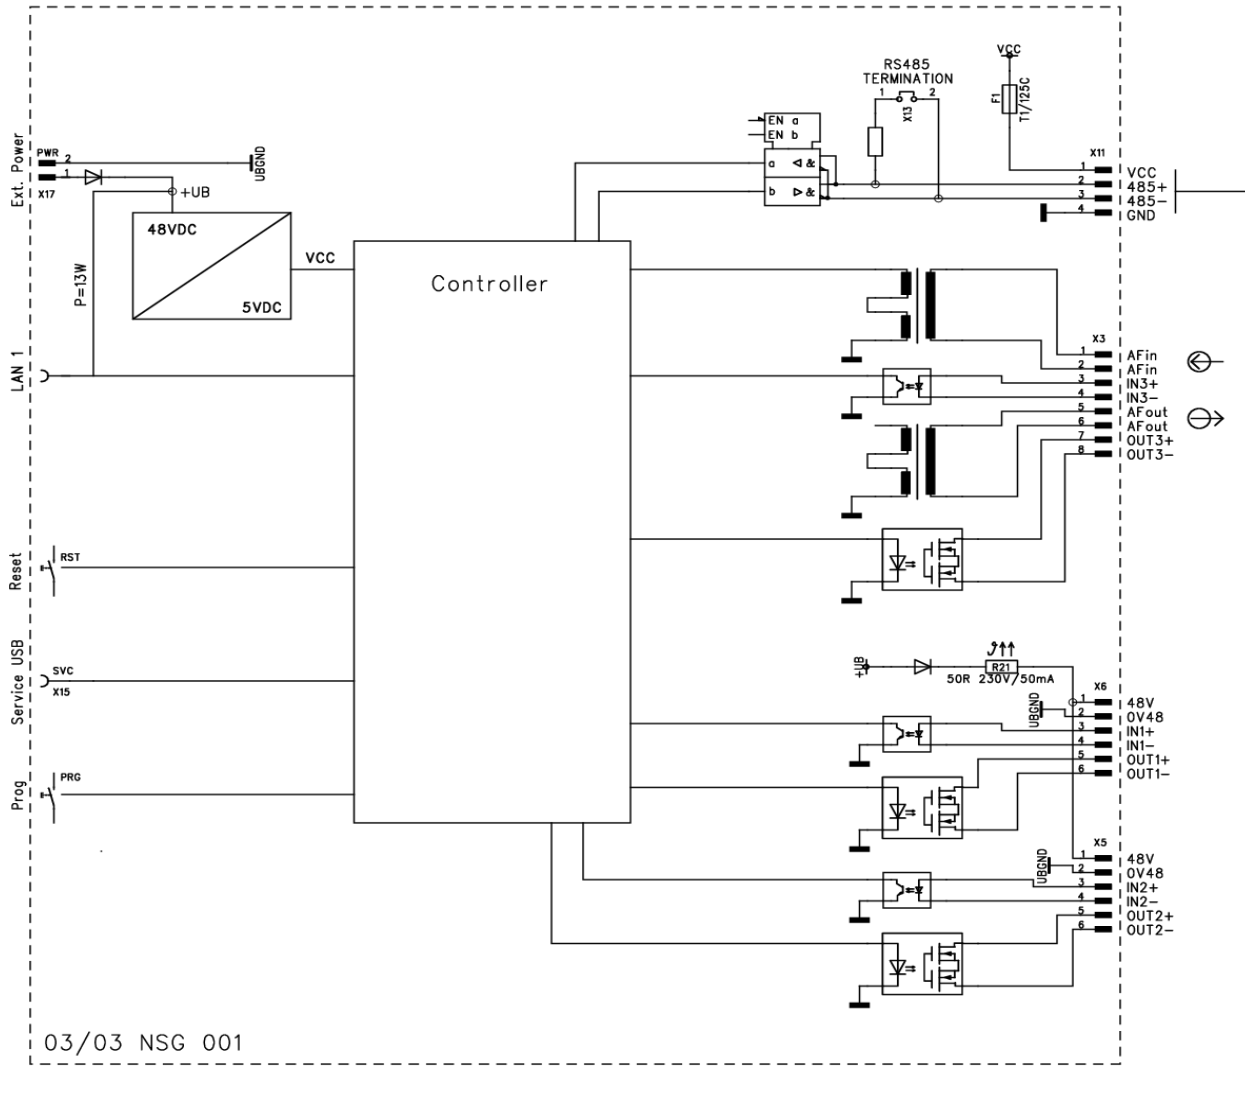 VCC
RS485
TERMINATION
1
2
X13
F1
T1/125C
EN a
EN b
a
&
b
&
X11
1
VCC
2
485+
3
485-
4
GND
Ext. Power
PWR
2
1
X17
UBGND
+UB
48VDC
5VDC
VCC
P=13W
Controller
LAN 1
X3
1
AFin
2
AFin
3
IN3+
4
IN3-
5
AFout
6
AFout
7
OUT3+
8
OUT3-
Reset
RST
Service USB
SVC
X15
Prog
PRG
+UB
ϑ↑↑
R21
50R 230V/50mA
UBGND
X6
1
48V
2
0V48
3
IN1+
4
IN1-
5
OUT1+
6
OUT1-
UBGND
X5
1
48V
2
0V48
3
IN2+
4
IN2-
5
OUT2+
6
OUT2-
03/03 NSG 001